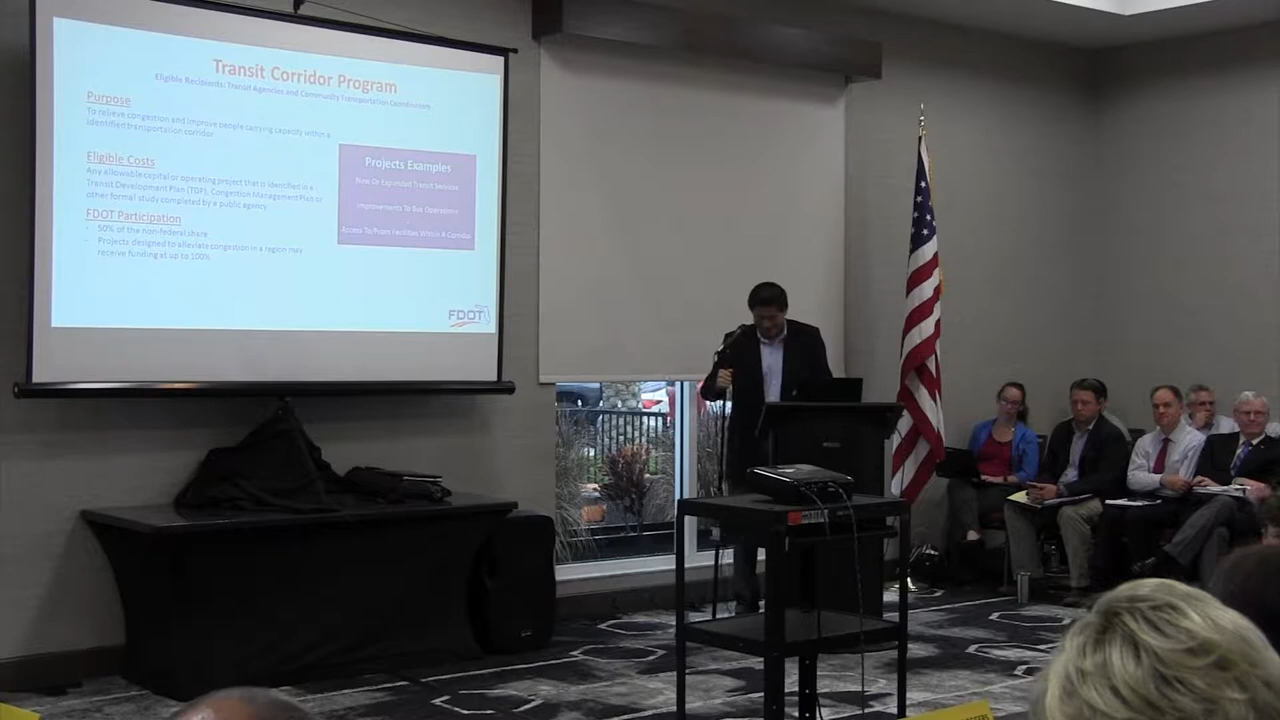 Transit Corridor Program
Eligible Recipients: Transit Agencies and Community Transportation Coordinators
Purpose
To relieve congestion and improve people carrying capacity within a
identified transportation corridor
Eligible Costs
Any allowable capital or operating project that is identified in a
Transit Development Plan (TDP), Congestion Management Plan or
other formal study completed by a public agency
FDOT Participation
- 50% of the non-federal share
- Projects designed to alleviate congestion in a region may
receive funding at up to 100%
Projects Examples
New Or Expanded Transit Services
Improvements To Bus Operations
Access To/From Facilities Within A Corridor
FDOT